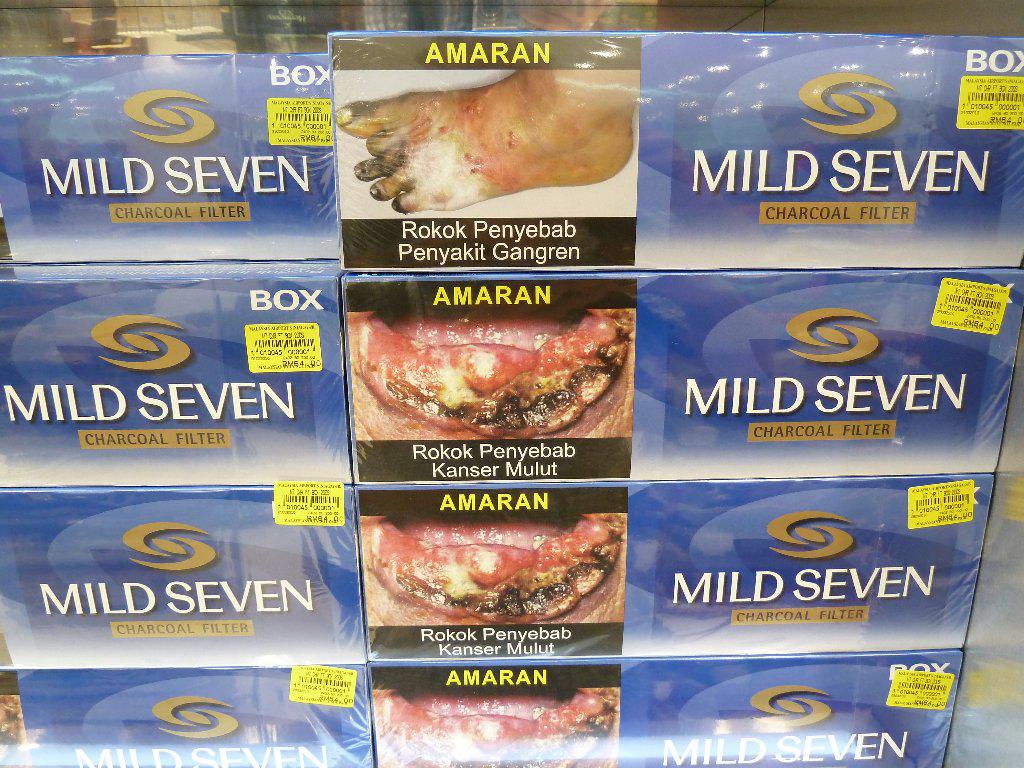 BOX
MILD SEVEN
CHARCOAL FILTER
AMARAN
Rokok Penyebab
Penyakit Gangren
BOX
MILD SEVEN
CHARCOAL FILTER
BOX
MILD SEVEN
CHARCOAL FILTER
AMARAN
Rokok Penyebab
Kanser Mulut
MILD SEVEN
CHARCOAL FILTER
MILD SEVEN
CHARCOAL FILTER
AMARAN
Rokok Penyebab
Kanser Mulut
MILD SEVEN
CHARCOAL FILTER
MILD SEVEN
AMARAN
BOX
MILD SEVEN